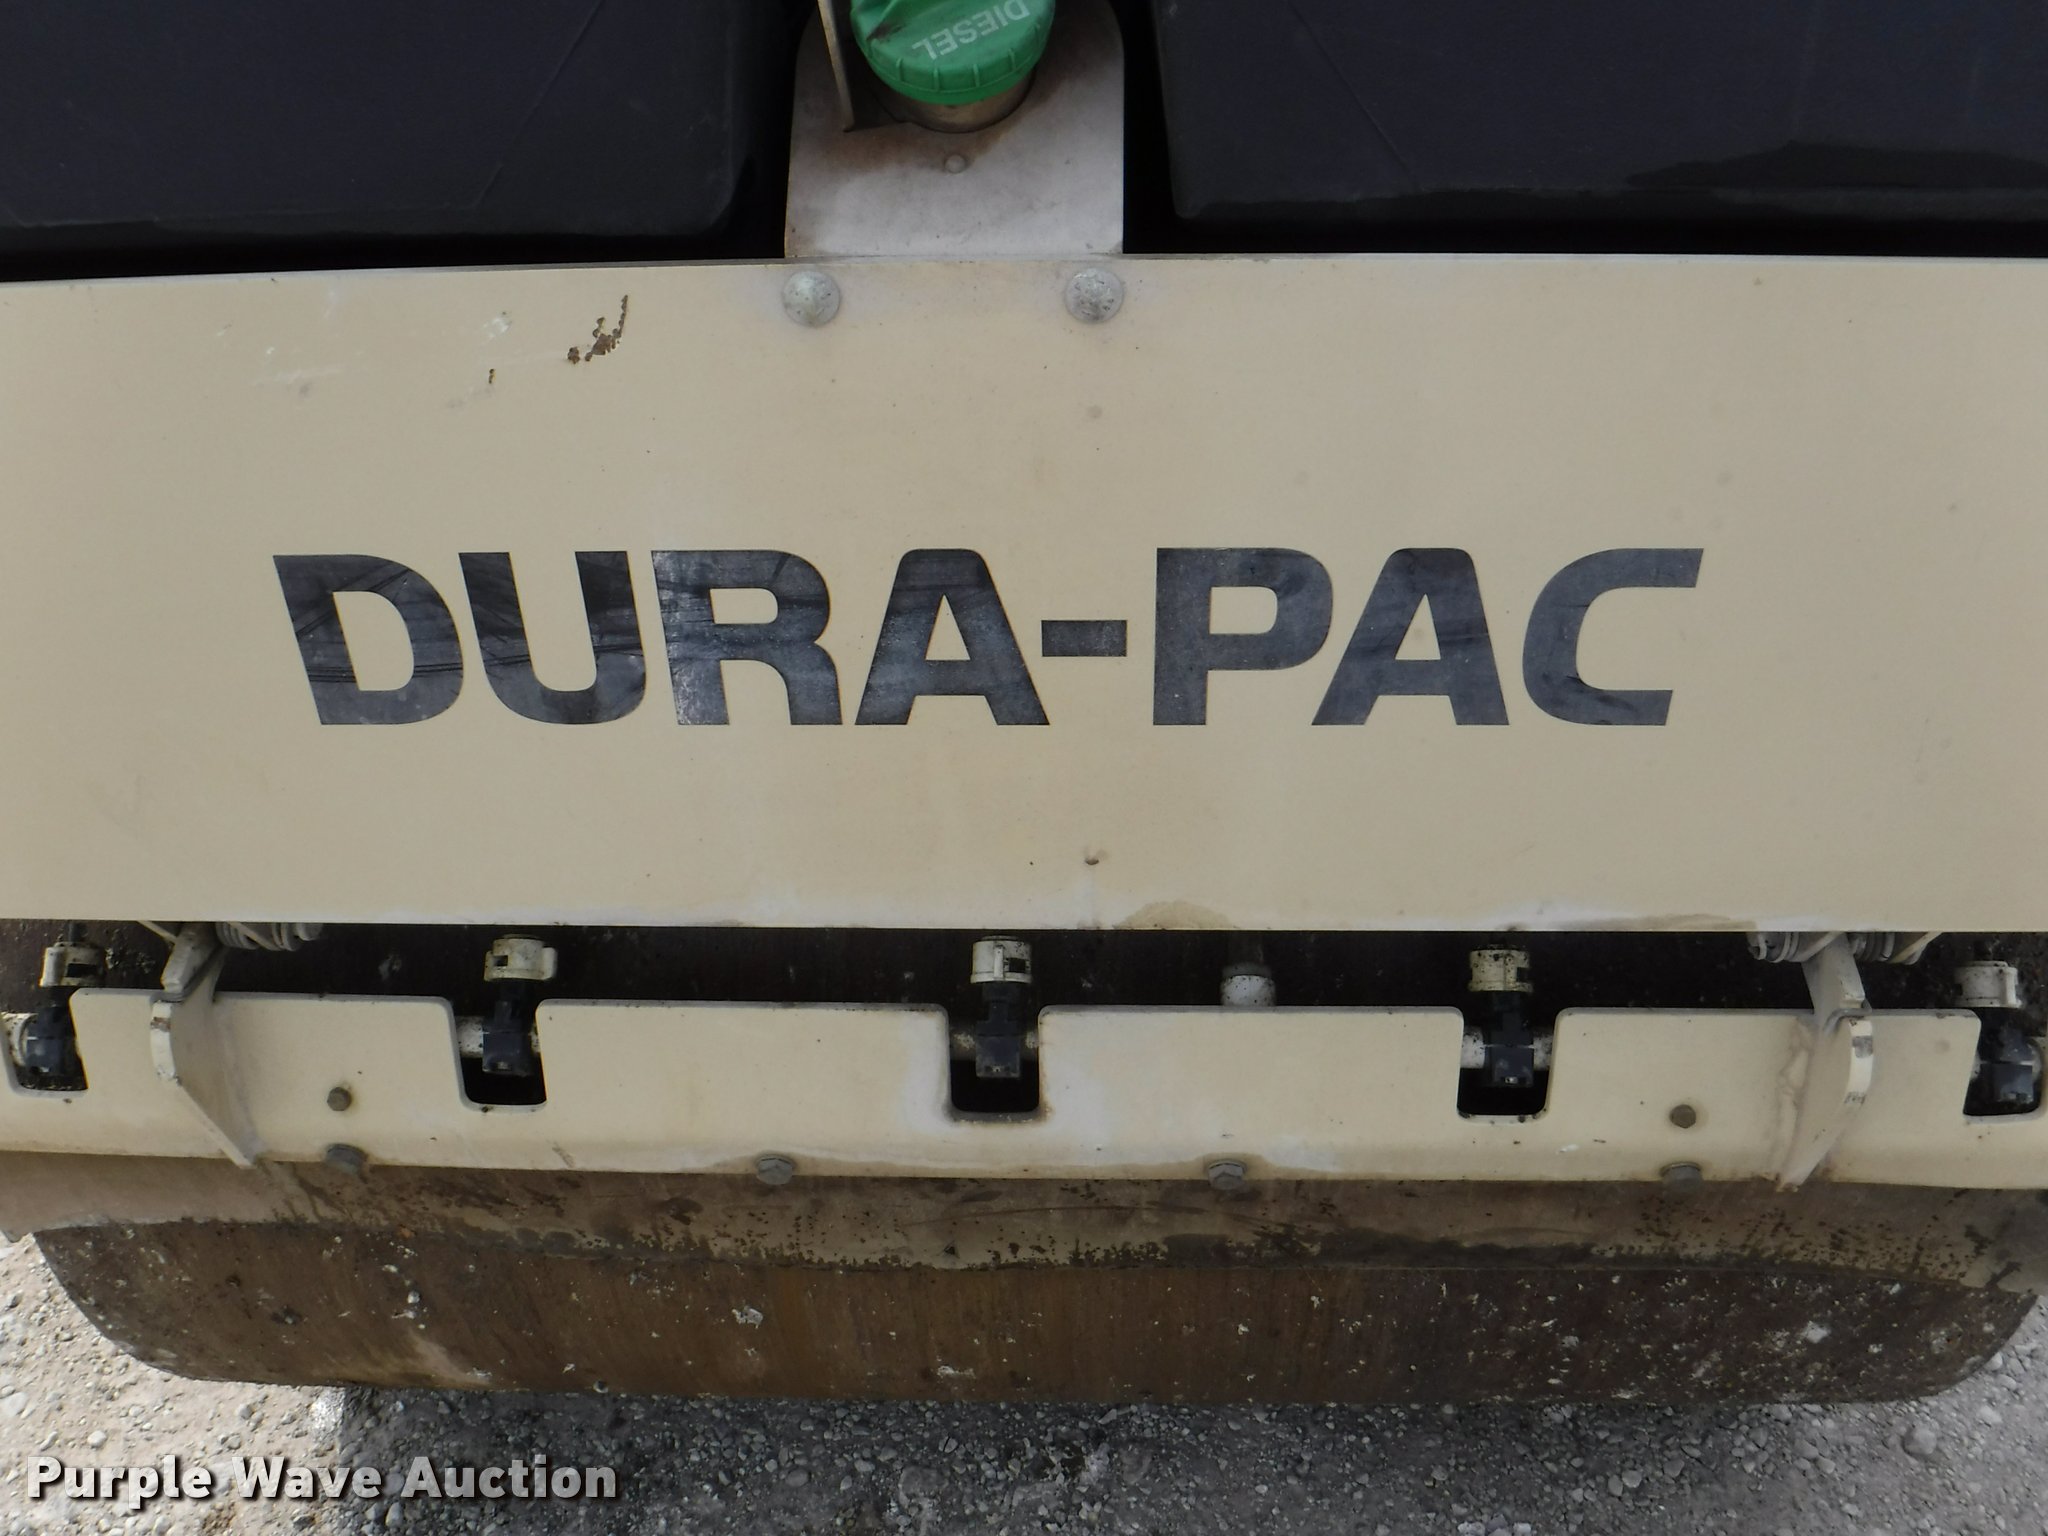 DIESEL
DURA-PAC
Purple Wave Auction